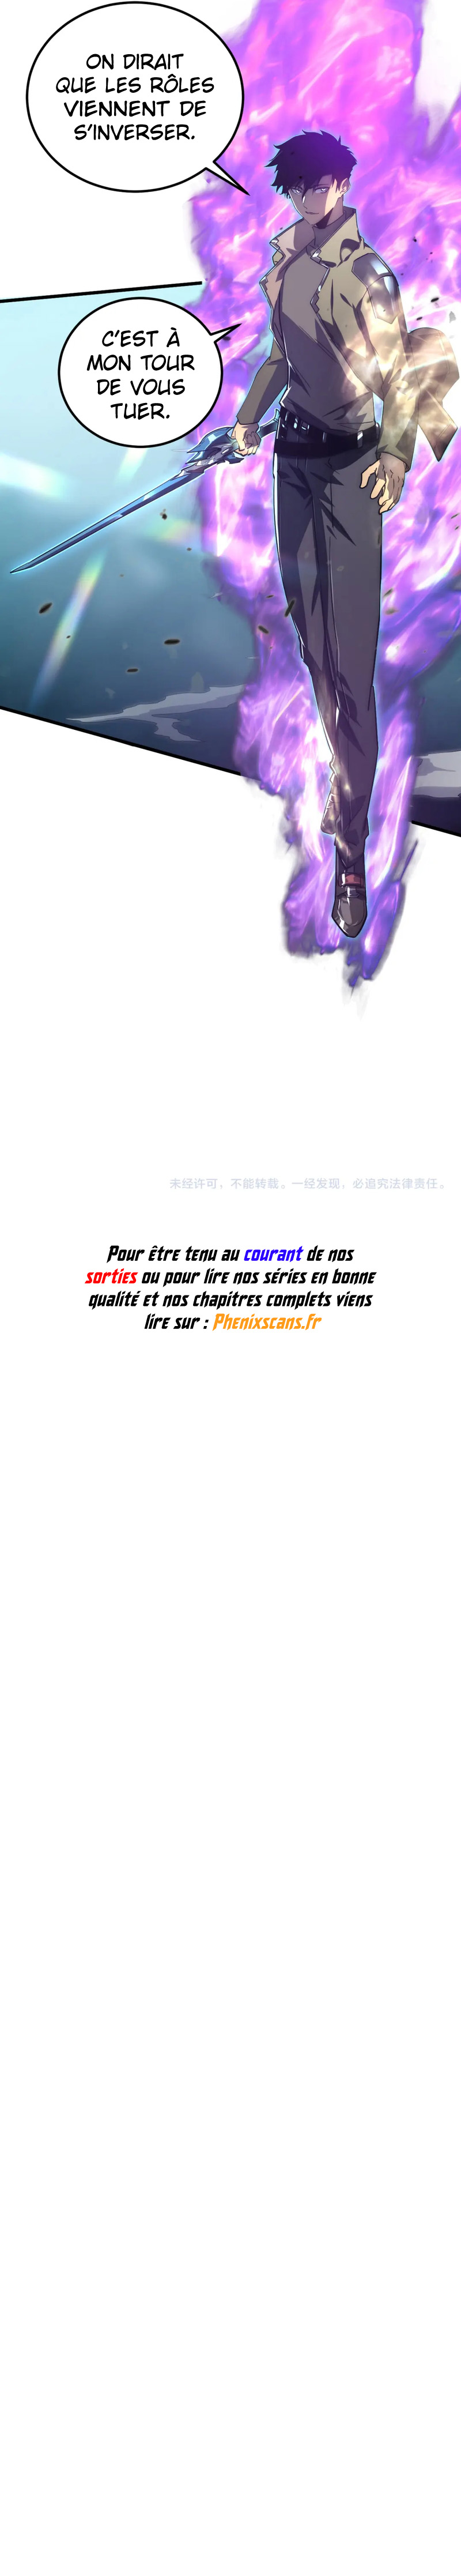 ON DIRAIT
QUE LES RÔLES
VIENNENT DE
S'INVERSER.
C'EST À
MON TOUR
DE VOUS
TUER.
未经许可，不能转载。一经发现，必追究法律责任。
Pour être tenu au courant de nos
sorties ou pour lire nos séries en bonne
qualité et nos chapitres complets viens
lire sur : Phenixscans.fr